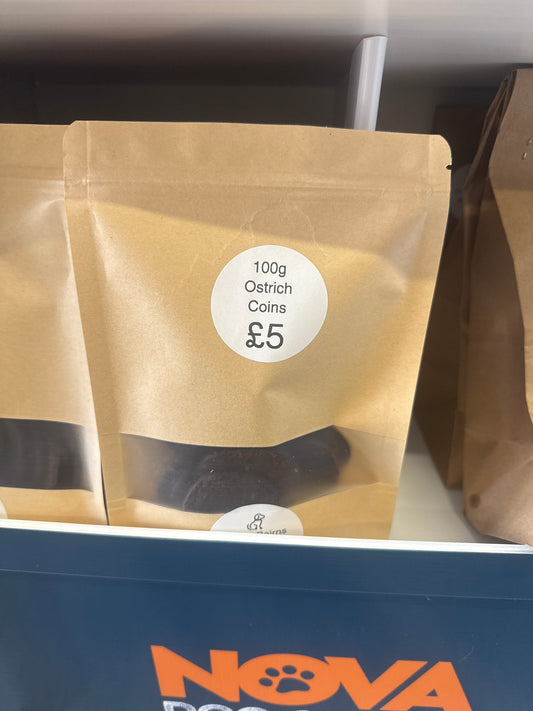 100g
Ostrich
Coins
£5
NOVA